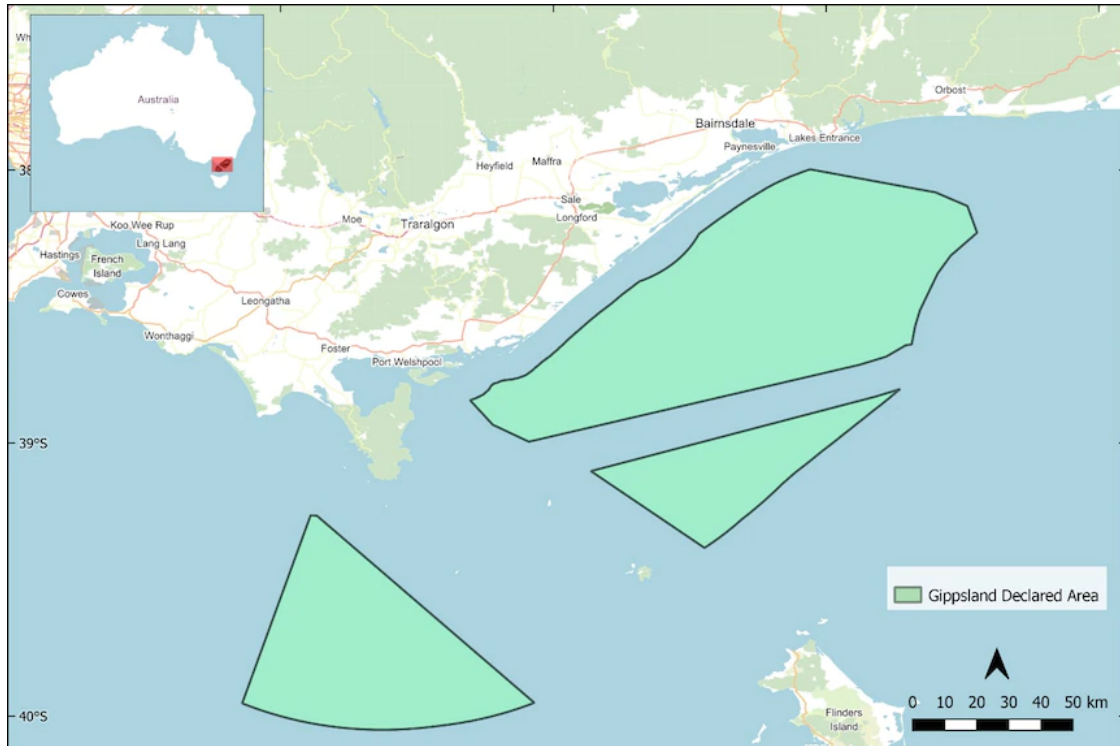 Australia
38
Orbost
Bairnsdale
Lakes Entrance
Paynesville
Heyfield
Maffra
Sale
Longford
Moe
Traralgon
Koo Wee Rup
Lang Lang
Hastings
French
Island
Cowes
Leongatha
Wonthaggi
Foster
Port Welshpool
39°S
Gippsland Declared Area
40°S
Flinders
Island
0 10 20 30 40 50 km